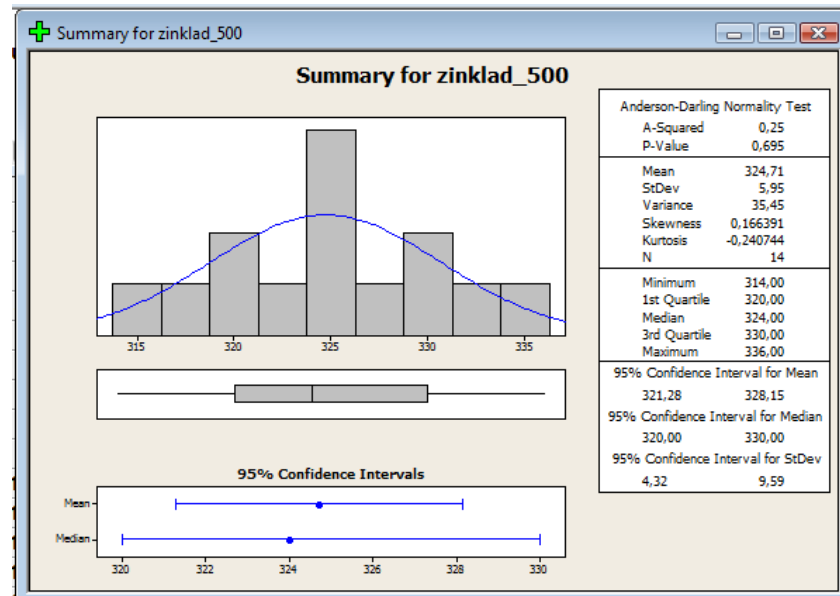 Summary for zinklad_500
Summary for zinklad_500
315 320 325 330 335
95% Confidence Intervals
Mean
Median
320 322 324 326 328 330
Anderson-Darling Normality Test
A-Squared 0,25
P-Value 0,695
Mean 324,71
StDev 5,95
Variance 35,45
Skewness 0,166391
Kurtosis -0,240744
N 14
Minimum 314,00
1st Quartile 320,00
Median 324,00
3rd Quartile 330,00
Maximum 336,00
95% Confidence Interval for Mean
321,28 328,15
95% Confidence Interval for Median
320,00 330,00
95% Confidence Interval for StDev
4,32 9,59